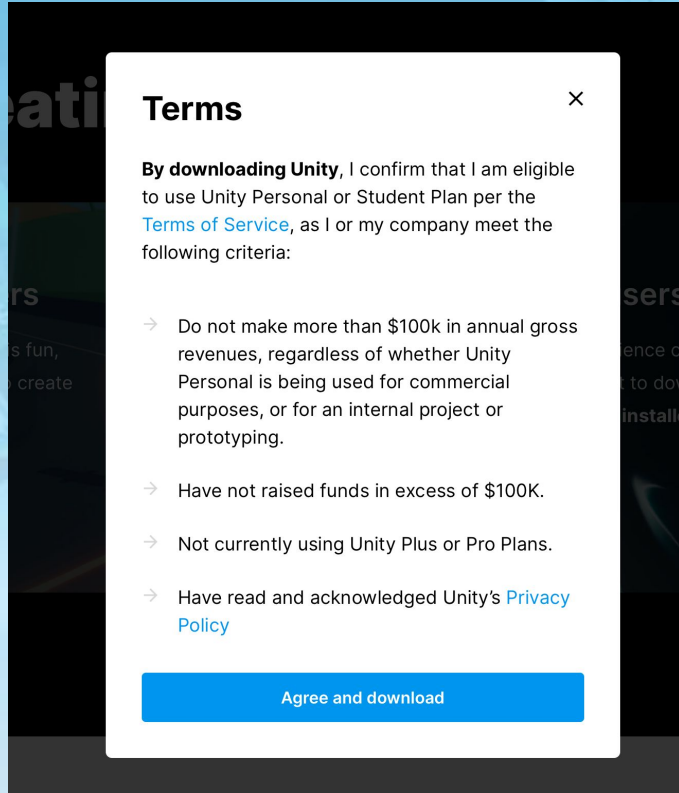 Terms
By downloading Unity, I confirm that I am eligible
to use Unity Personal or Student Plan per the
Terms of Service, as I or my company meet the
following criteria:
Do not make more than $100k in annual gross
revenues, regardless of whether Unity
Personal is being used for commercial
purposes, or for an internal project or
prototyping.
Have not raised funds in excess of $100K.
Not currently using Unity Plus or Pro Plans.
Have read and acknowledged Unity’s Privacy
Policy
Agree and download
is fun,
create